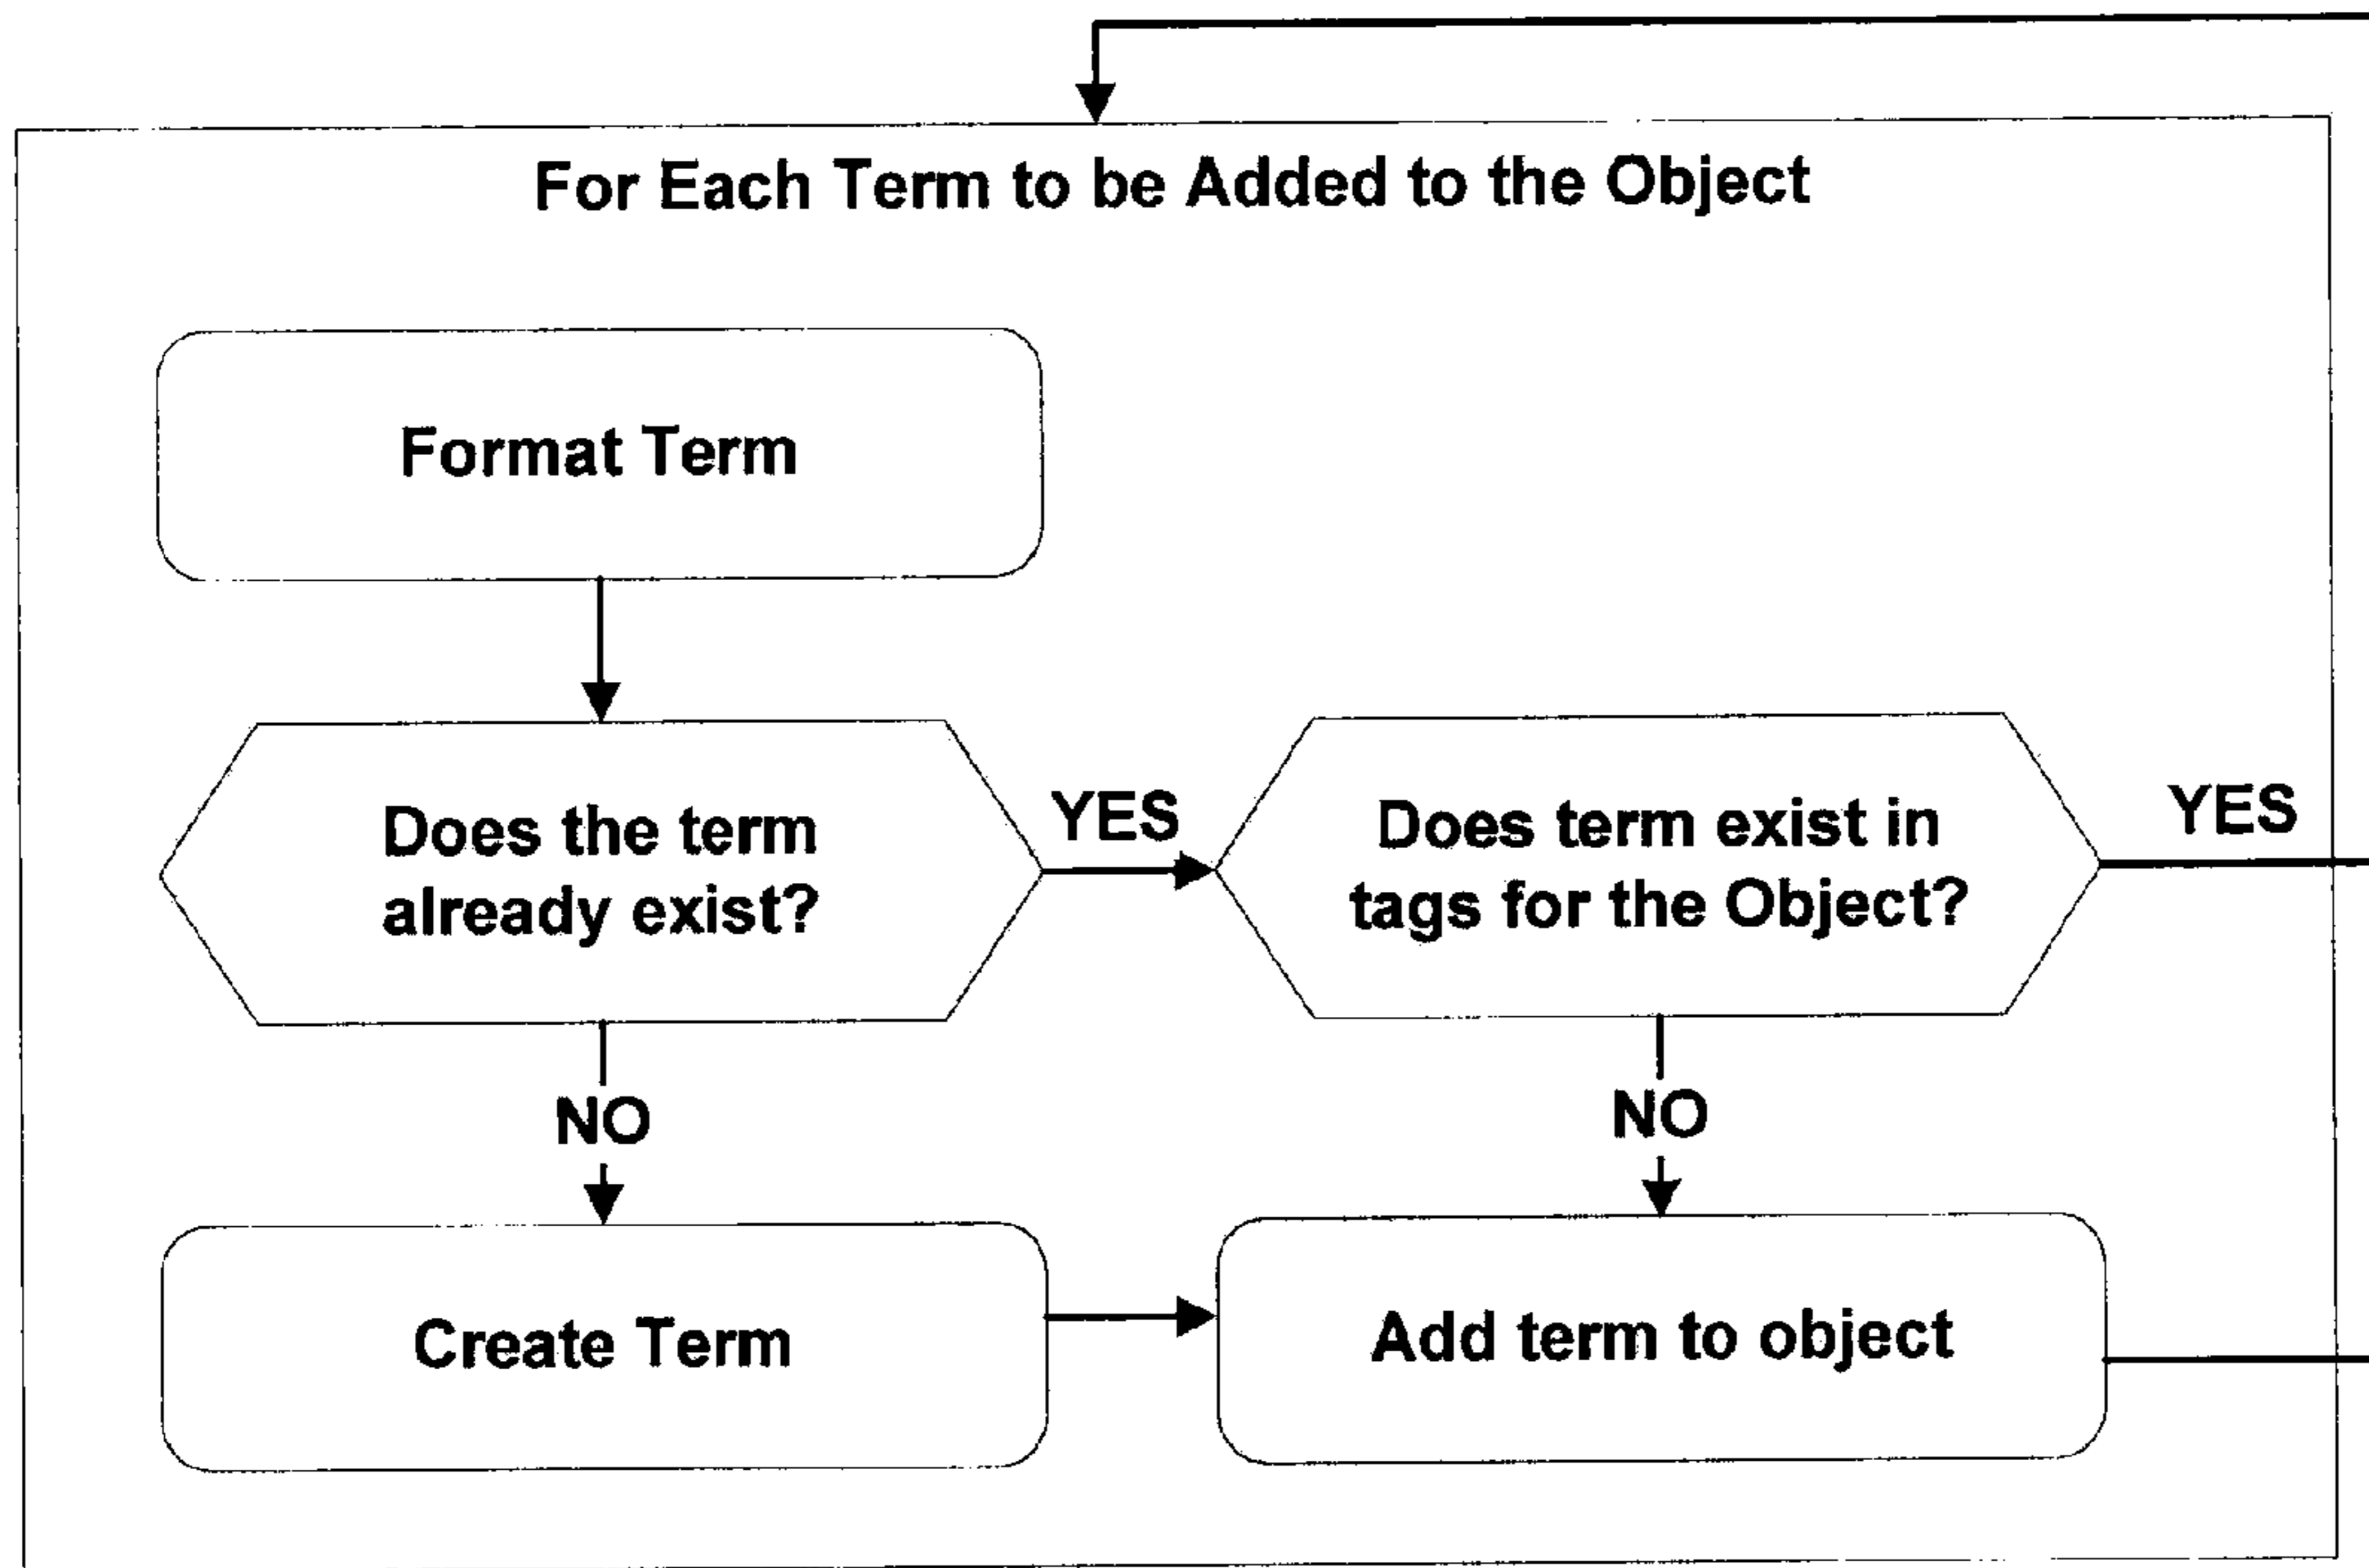 For Each Term to be Added to the Object
Format Term
Does the term
already exist?
YES
Does term exist in
tags for the Object?
YES
NO
NO
Create Term
Add term to object